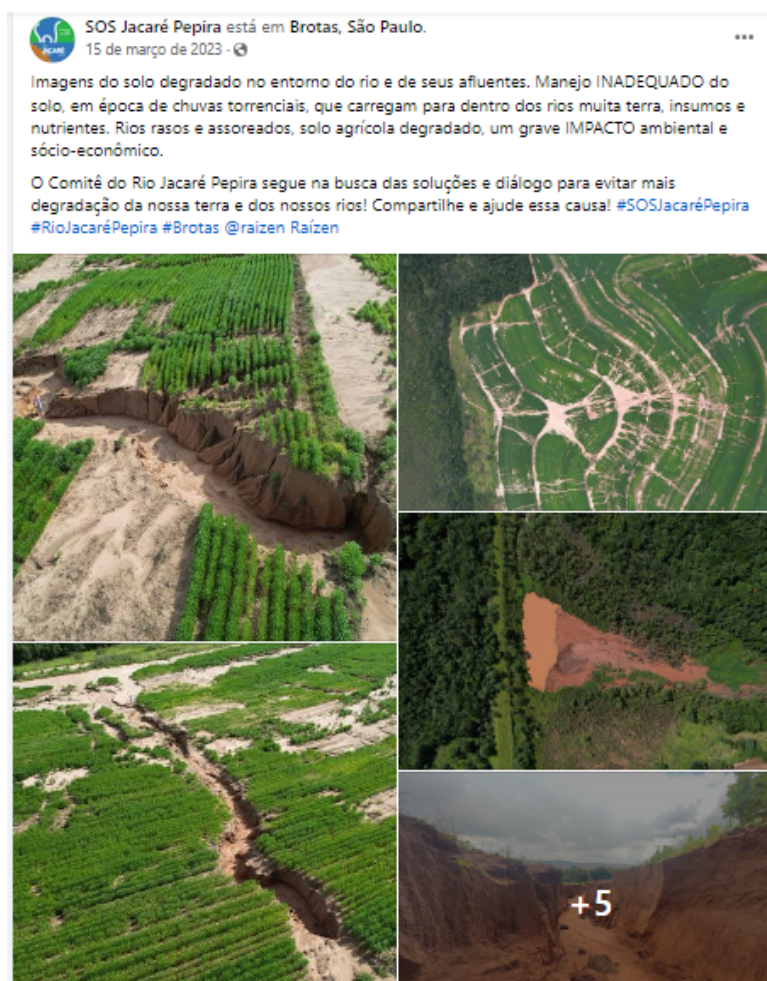 SOS Jacaré Pepira está em Brotas, São Paulo.
15 de março de 2023 ·
Imagens do solo degradado no entorno do rio e de seus afluentes. Manejo INADEQUADO do
solo, em época de chuvas torrenciais, que carregam para dentro dos rios muita terra, insumos e
nutrientes. Rios rasos e assoreados, solo agrícola degradado, um grave IMPACTO ambiental e
sócio-econômico.
O Comitê do Rio Jacaré Pepira segue na busca das soluções e diálogo para evitar mais
degradação da nossa terra e dos nossos rios! Compartilhe e ajude essa causa! #SOSJacaréPepira
#RioJacaréPepira #Brotas @raizen Raízen
+5